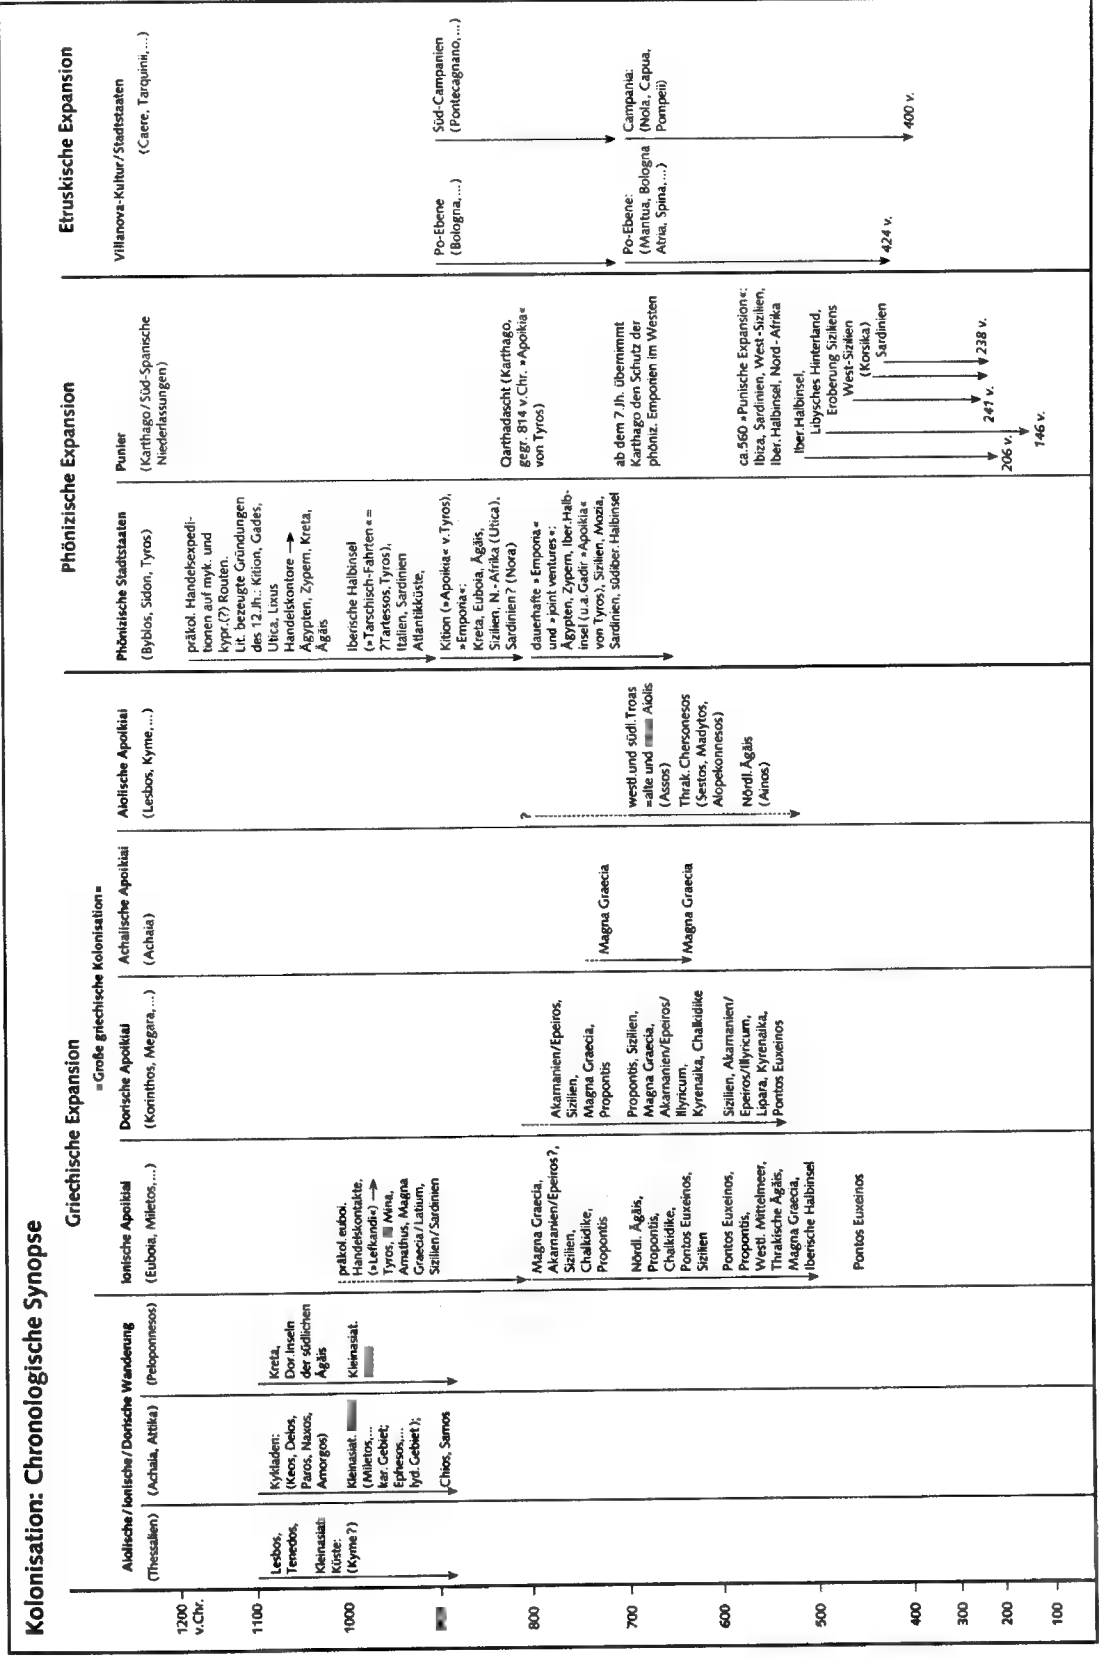 Kolonisation: Chronologische Synopse
Griechische Expansion
Phönizische Expansion
Etruskische Expansion
Aiolische/Ionische/Dorische Wanderung
»Große griechische Kolonisation«
(Thessalien)
(Achaia, Attika)
(Peloponnesos)
Ionische Apoikiai
(Euboia, Miletos,...)
Dorische Apoikiai
(Korinthos, Megara,...)
Achaiische Apoikiai
(Achaia)
Aiolische Apoikiai
(Lesbos, Kyme,...)
Phönizische Stadtstaaten
(Byblos, Sidon, Tyros)
Punier
(Karthago/Süd-Spanische
Niederlassungen)
Villanova-Kultur/Stadtstaaten
(Caere, Tarquinii,...)
1200
v.Chr.
1100
1000
800
700
600
500
400
300
200
100
Lesbos,
Tenedos,
Kleinasiat.
Küste:
(Kyme?)
Kykladen:
(Keos, Delos,
Paros, Naxos,
Amorgos)
Kleinasiat.
(Miletos,...
kar. Gebiet;
Ephesos,...
lyd. Gebiet);
Chios, Samos
Kreta,
Dor.Inseln
der südlichen
Ägäis
Kleinasiat.
präkol. euboi.
Handelskontakte,
(»Lefkandi«) →
Tyros, Mina,
Amathus, Magna
Graecia/Latium,
Sizilien/Sardinien
Magna Graecia,
Akarnanien/Epeiros?,
Sizilien,
Chalkidike,
Propontis
Nördl. Ägäis,
Propontis,
Chalkidike,
Pontos Euxeinos,
Sizilien
Pontos Euxeinos,
Propontis,
Westl. Mittelmeer,
Thrakische Ägäis,
Magna Graecia,
Iberische Halbinsel
Pontos Euxeinos
Akarnanien/Epeiros,
Sizilien,
Magna Graecia,
Propontis
Propontis, Sizilien,
Magna Graecia,
Akarnanien/Epeiros/
Illyricum,
Kyrenaika, Chalkidike
Sizilien, Akarnanien/
Epeiros/Illyricum,
Lipara, Kyrenaika,
Pontos Euxeinos
Magna Graecia
Magna Graecia
?
westl.und südl.Troas
=alte und Aiolis
(Assos)
Thrak. Chersonesos
(Sestos, Madytos,
Alopekonnesos)
Nördl. Ägäis
(Ainos)
präkol. Handelsexpedi-
tionen auf myk. und
kypr.(?) Routen.
Lit. bezeugte Gründungen
des 12. Jh.: Kition, Gades,
Utica, Lixus
Handelskontore →
Ägypten, Zypern, Kreta,
Ägäis
Iberische Halbinsel
(»Tarschisch-Fahrten« =
?Tartessos, Tyros),
Italien, Sardinien
Atlantikküste,
Kition (»Apoikia« v.Tyros),
»Emporia«:
Kreta, Euboia, Ägäis,
Sizilien, N.-Afrika (Utica),
Sardinien? (Nora)
dauerhafte »Emporia«
und »joint ventures«:
Ägypten, Zypern, Iber.Halb-
insel (u.a. Gadir »Apoikia«
von Tyros), Sizilien, Mozia,
Sardinien, südiber. Halbinsel
Qarthadascht (Karthago,
gegr. 814 v.Chr. »Apoikia«
von Tyros)
ab dem 7. Jh. übernimmt
Karthago den Schutz der
phöniz. Emporien im Westen
ca.560 »Punische Expansion«:
Ibiza, Sardinien, West-Sizilien,
Iber. Halbinsel, Nord-Afrika
Iber.Halbinsel,
Libysches Hinterland,
Eroberung Siziliens
West-Sizilien
(Korsika)
Sardinien
206 v.
146 v.
241 v.
238 v.
Po-Ebene
(Bologna,...)
Süd-Campanien
(Pontecagnano,...)
Po-Ebene:
(Mantua, Bologna
Atria, Spina,...)
Campania:
(Nola, Capua,
Pompeii)
424 v.
400 v.